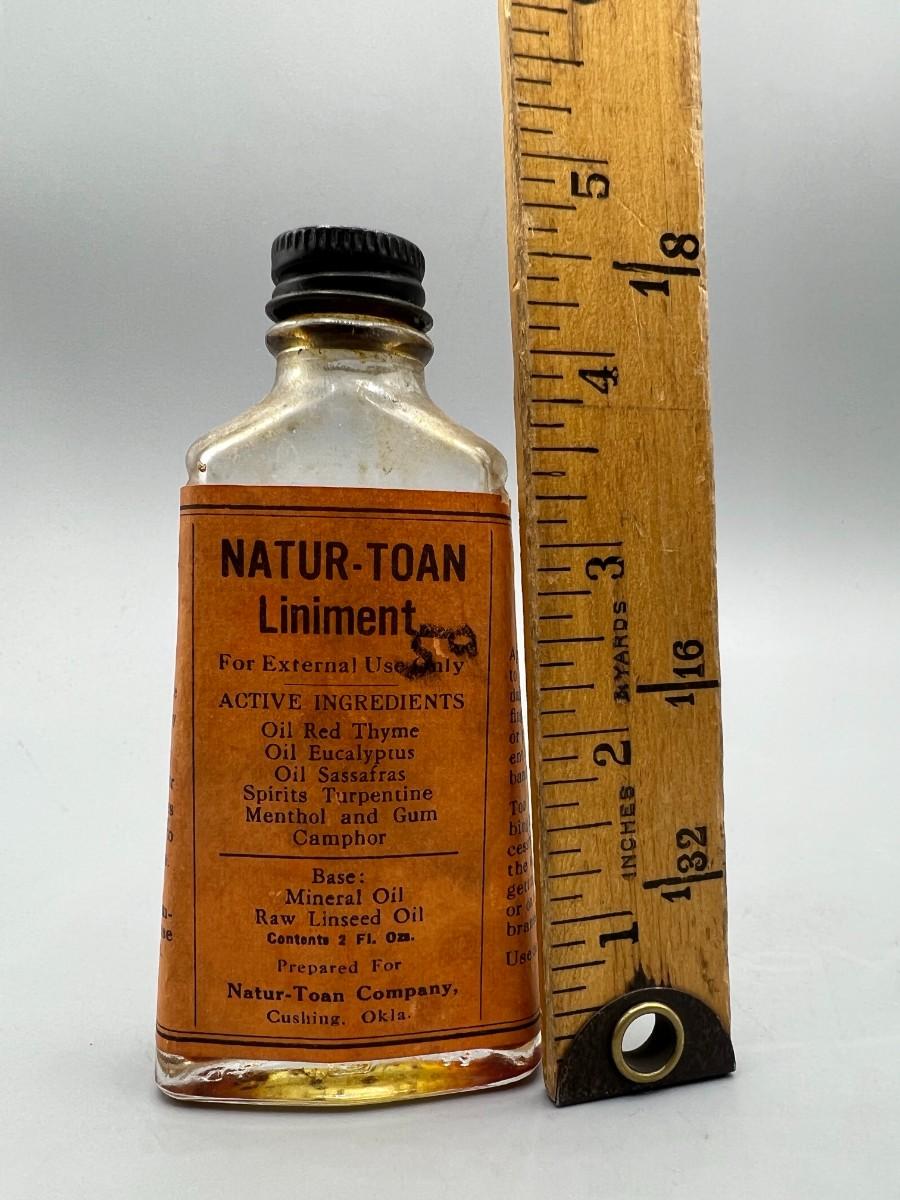 NATUR-TOAN
Liniment
For External Use Only
ACTIVE INGREDIENTS
Oil Red Thyme
Oil Eucalyptus
Oil Sassafras
Spirits Turpentine
Menthol and Gum
Camphor
Base:
Mineral Oil
Raw Linseed Oil
Contents 2 Fl. Ozs.
Prepared For
Natur-Toan Company,
Cushing, Okla.
5
4
3
2
1
1/8
1/16
1/32
INCHES & YARDS